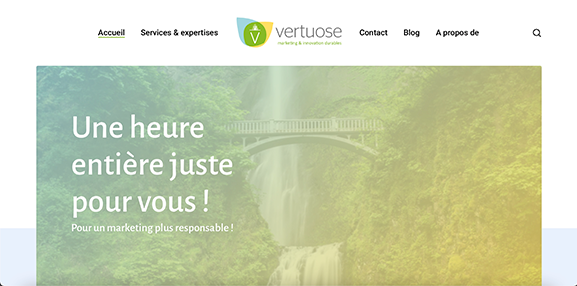 Accueil Services & expertises vertuose Contact Blog A propos de
marketing & innovation durables
Une heure
entière juste
pour vous !
Pour un marketing plus responsable !